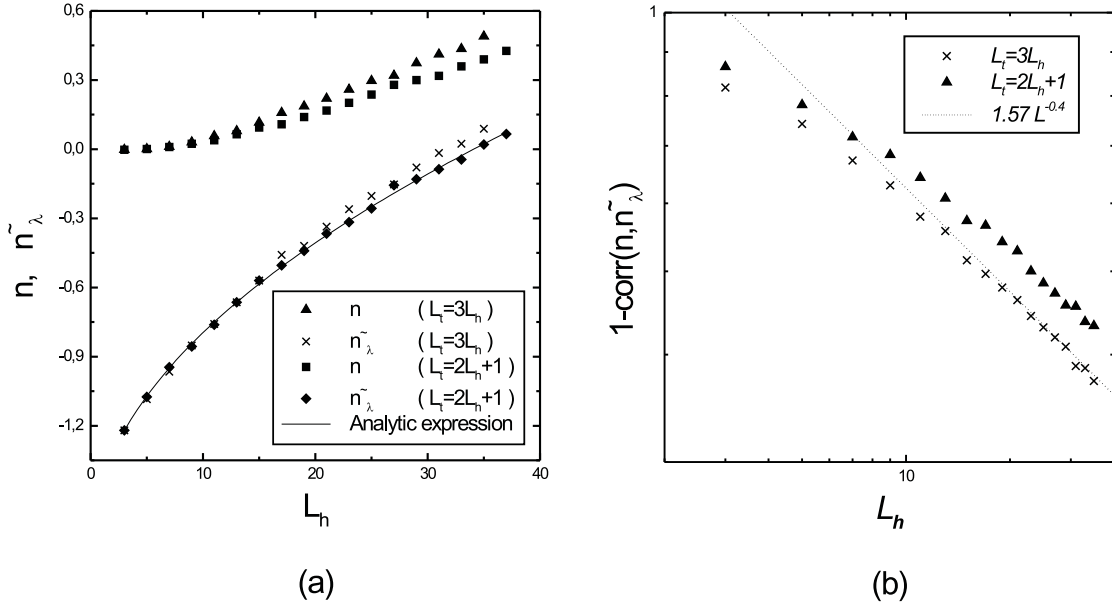 0,6
0,3
0,0
-0,3
-0,6
-0,9
-1,2
n, ñλ
0 10 20 30 40
Lh
n (Lt=3Lh)
ñλ (Lt=3Lh)
n (Lt=2Lh+1)
ñλ (Lt=2Lh+1)
Analytic expression
(a)
1
1-corr(n,ñλ)
10
Lh
Lt=3Lh
Lt=2Lh+1
1.57 L-0.4
(b)